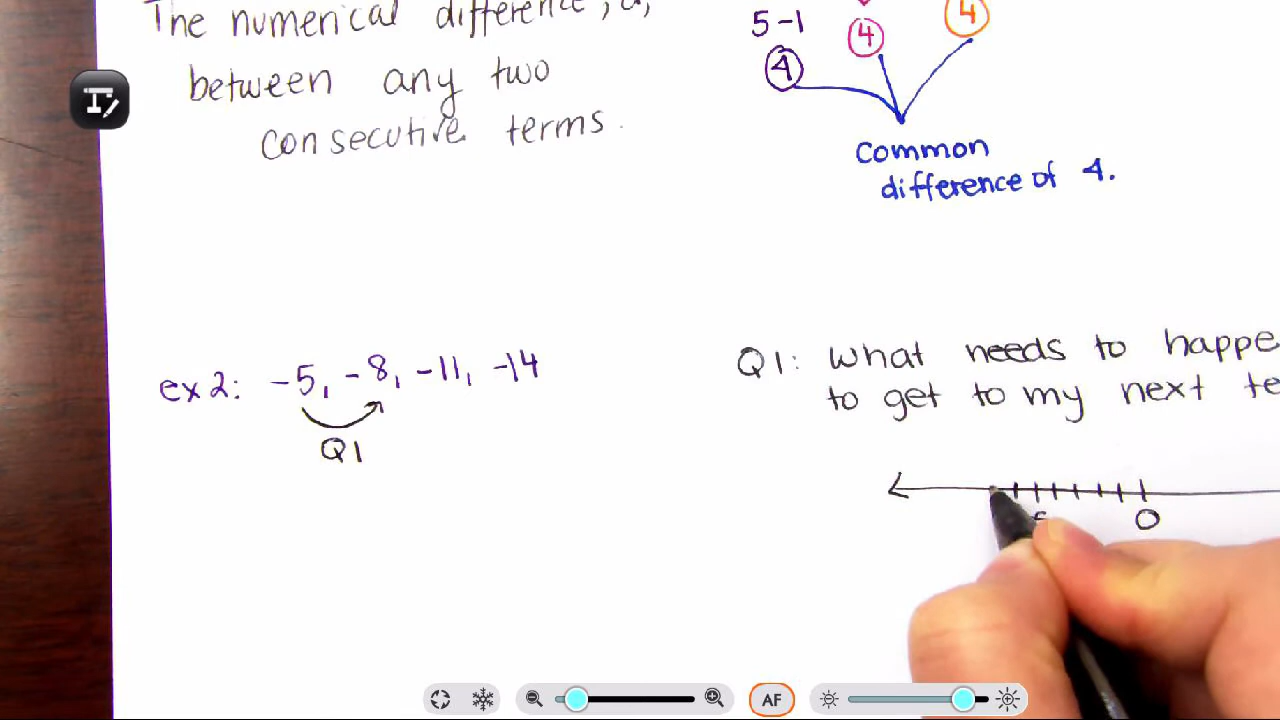 The numerical difference, d,
between any two
consecutive terms.
5-1
4
4
4
Common
difference of 4.
ex 2: -5, -8, -11, -14
Q1
Q1: What needs to happe
to get to my next te
0
AF